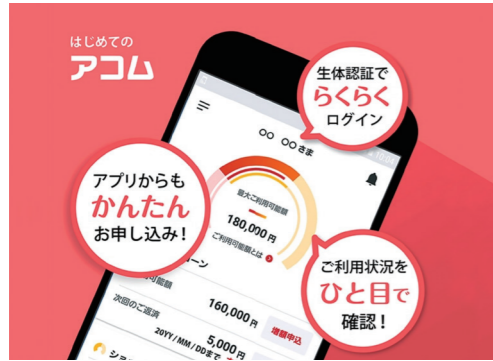 はじめての
アコム
生体認証で
らくらく
ログイン
○○ ○○さま
アプリからも
かんたん
お申し込み!
最大ご利用可能額
180,000円
ご利用可能額とは
ご利用状況を
ひと目で
確認!
ーン
可能額
160,000円
増額申込
次回のご返済
5,000円
20YY/MM/DDまで
ショ